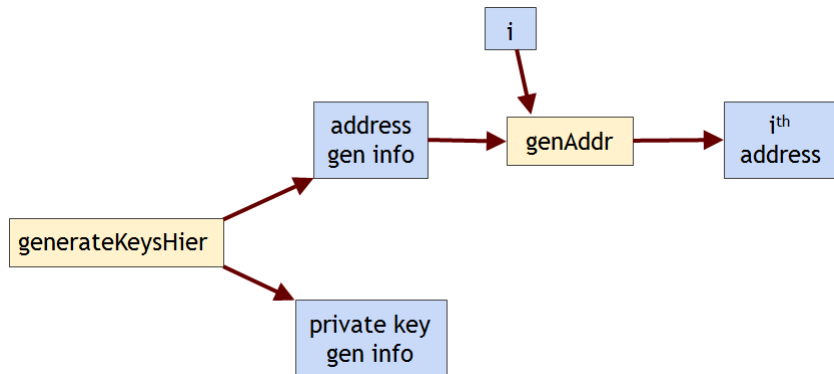 i
address
gen info
genAddr
iᵗʰ
address
generateKeysHier
private key
gen info